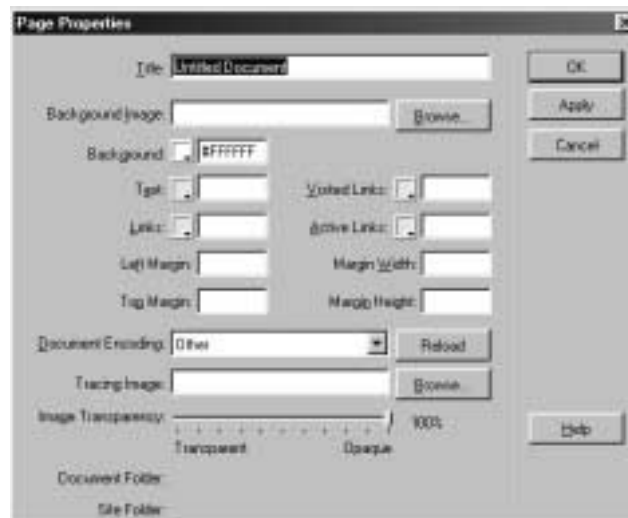 Page Properties
Title: Untitled Document
OK
Background Image: Browse...
Apply
Background: #FFFFFF
Cancel
Text: Visited Links:
Links: Active Links:
Left Margin: Margin Width:
Top Margin: Margin Height:
Document Encoding: Other Reload
Tracing Image: Browse...
Image Transparency: 100%
Transparent Opaque
Help
Document Folder:
Site Folder: